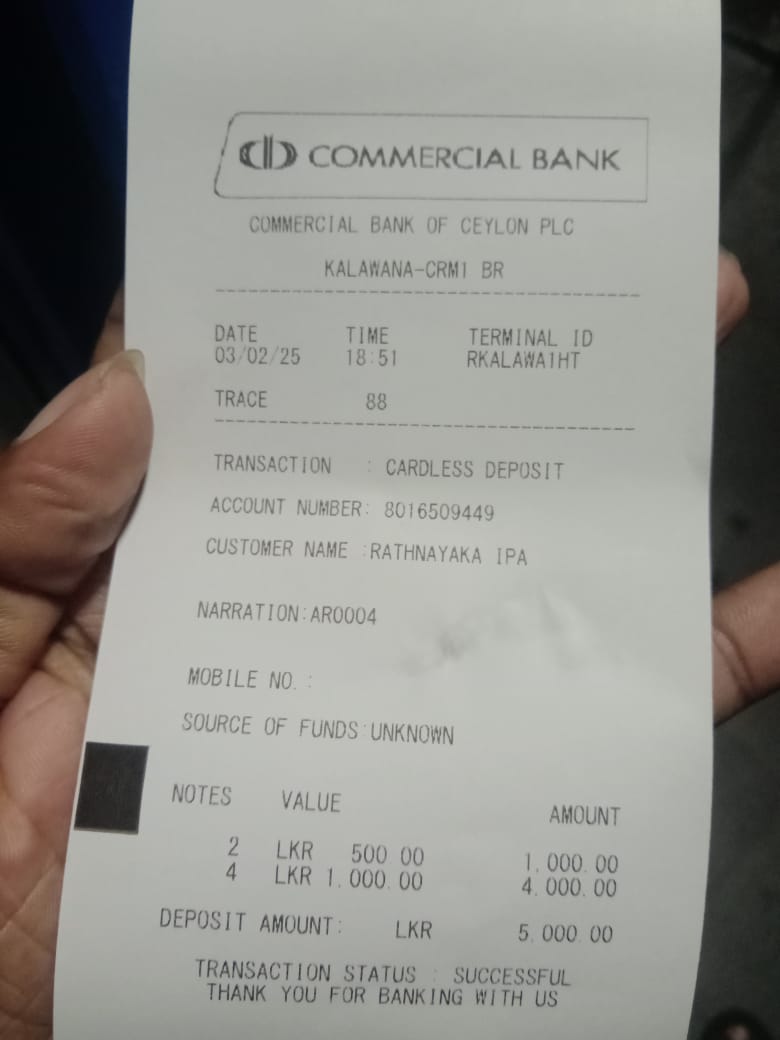 COMMERCIAL BANK
COMMERCIAL BANK OF CEYLON PLC
KALAWANA-CRM1 BR
DATE TIME TERMINAL ID
03/02/25 18:51 RKALAWA1HT
TRACE 88
TRANSACTION : CARDLESS DEPOSIT
ACCOUNT NUMBER: 8016509449
CUSTOMER NAME :RATHNAYAKA IPA
NARRATION:AR0004
MOBILE NO. :
SOURCE OF FUNDS:UNKNOWN
NOTES VALUE AMOUNT
2 LKR 500.00 1,000.00
4 LKR 1,000.00 4,000.00
DEPOSIT AMOUNT: LKR 5,000.00
TRANSACTION STATUS : SUCCESSFUL
THANK YOU FOR BANKING WITH US